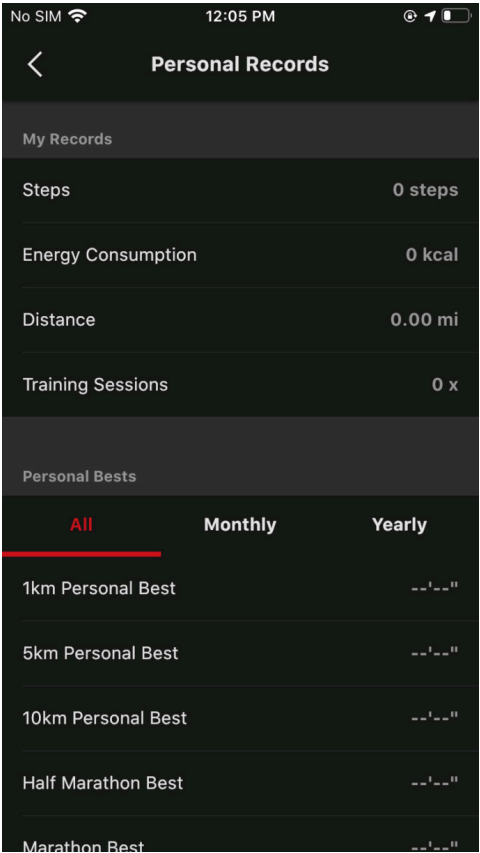 No SIM 12:05 PM
Personal Records
My Records
Steps 0 steps
Energy Consumption 0 kcal
Distance 0.00 mi
Training Sessions 0 x
Personal Bests
All Monthly Yearly
1km Personal Best --'--"
5km Personal Best --'--"
10km Personal Best --'--"
Half Marathon Best --'--"
Marathon Best --'--"